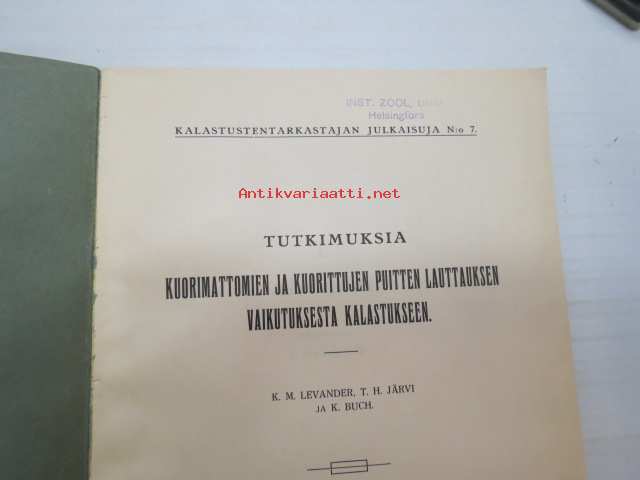 INST. ZOOL,
Helsingfors
KALASTUSTENTARKASTAJAN JULKAISUJA N:o 7.
Antikvariaatti.net
TUTKIMUKSIA
KUORIMATTOMIEN JA KUORITTUJEN PUITTEN LAUTTAUKSEN
VAIKUTUKSESTA KALASTUKSEEN.
K. M. LEVANDER, T. H. JÄRVI
JA K. BUCH.